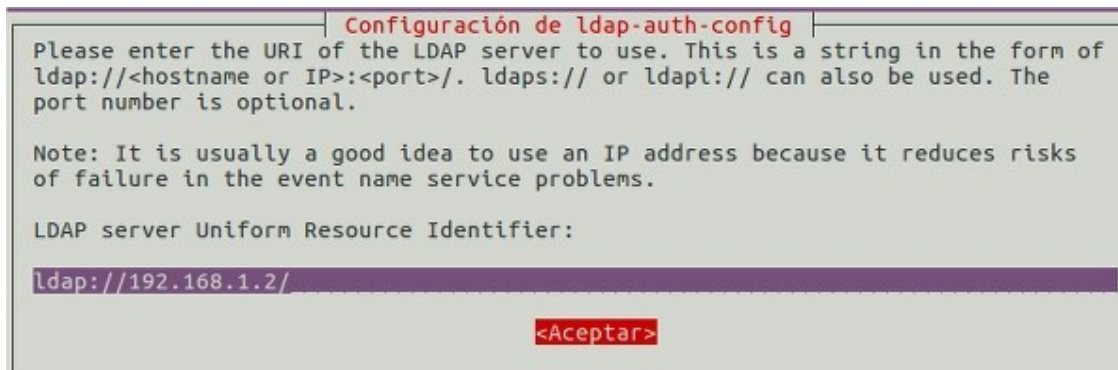 Configuración de ldap-auth-config
Please enter the URI of the LDAP server to use. This is a string in the form of
ldap://<hostname or IP>:<port>/. ldaps:// or ldapi:// can also be used. The
port number is optional.
Note: It is usually a good idea to use an IP address because it reduces risks
of failure in the event name service problems.
LDAP server Uniform Resource Identifier:
ldap://192.168.1.2/
<Aceptar>